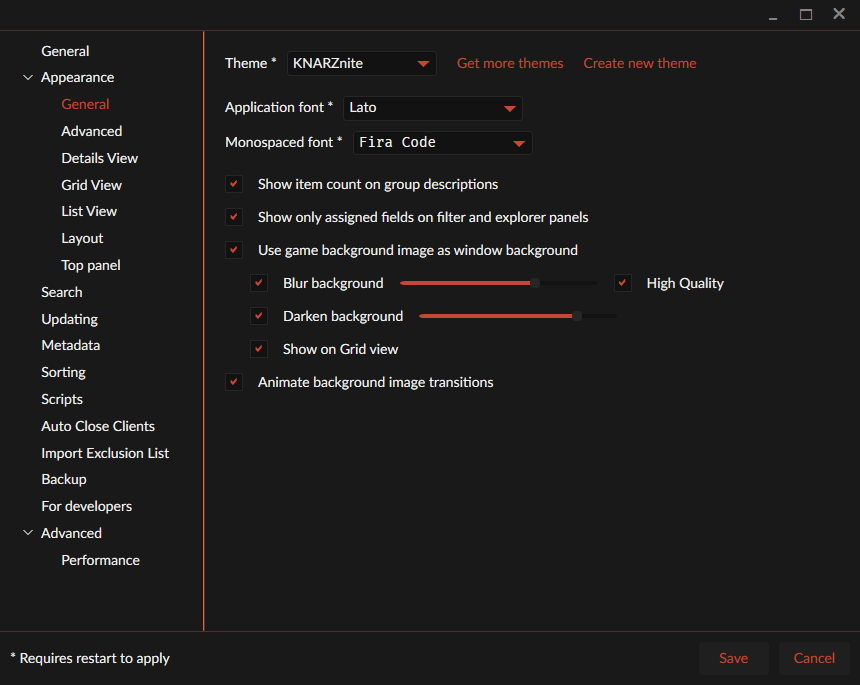 General
Appearance
General
Advanced
Details View
Grid View
List View
Layout
Top panel
Search
Updating
Metadata
Sorting
Scripts
Auto Close Clients
Import Exclusion List
Backup
For developers
Advanced
Performance
Theme * KNARZnite Get more themes Create new theme
Application font * Lato
Monospaced font * Fira Code
Show item count on group descriptions
Show only assigned fields on filter and explorer panels
Use game background image as window background
Blur background High Quality
Darken background
Show on Grid view
Animate background image transitions
* Requires restart to apply Save Cancel